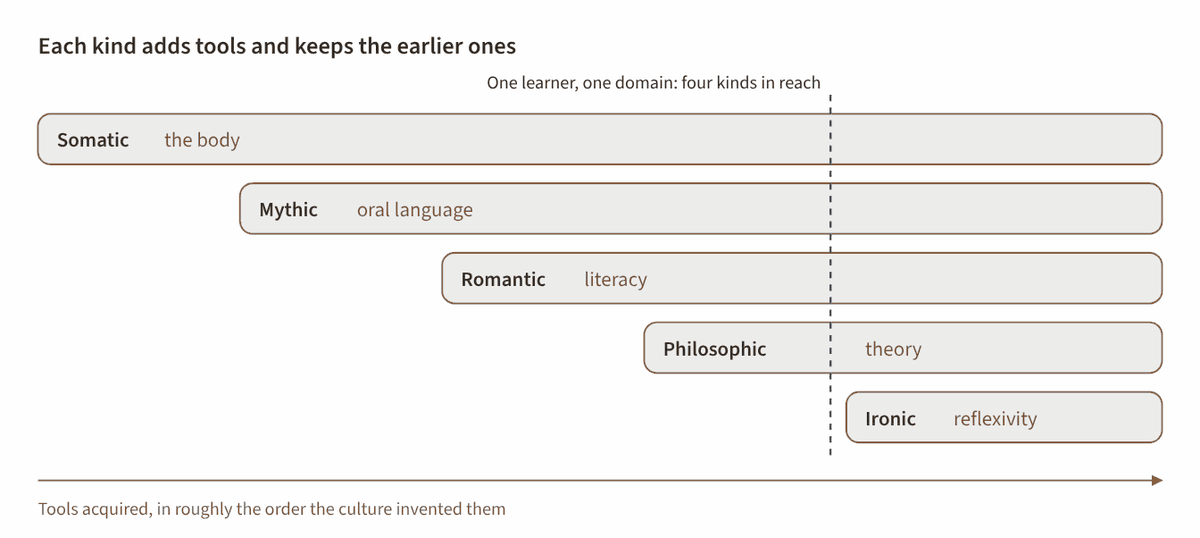 Each kind adds tools and keeps the earlier ones
One learner, one domain: four kinds in reach
Somatic the body
Mythic oral language
Romantic literacy
Philosophic theory
Ironic reflexivity
Tools acquired, in roughly the order the culture invented them